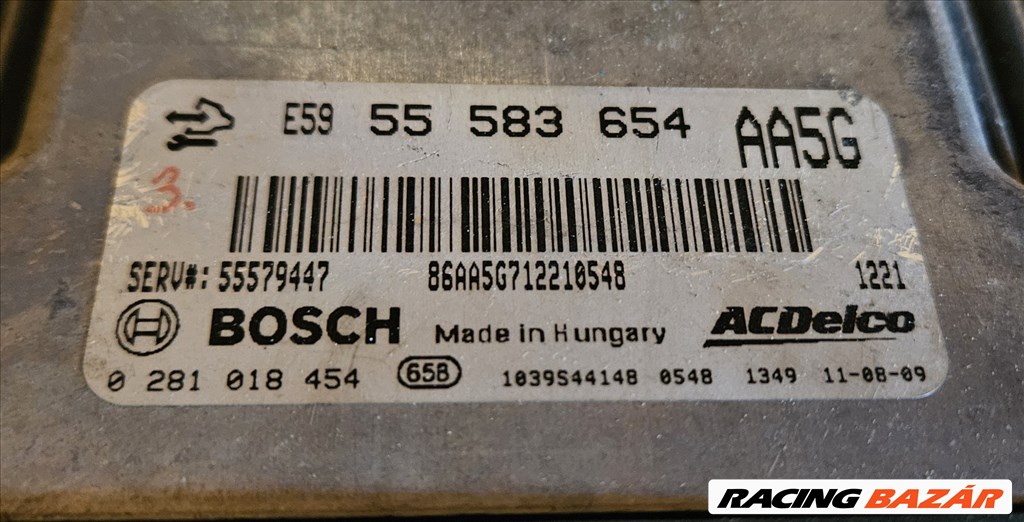 E59 55 583 654 AA5G
3.
SERV#: 55579447 86AA5G712210548 1221
BOSCH Made in Hungary ACDelco
0 281 018 454 658 1039S44148 0548 1349 11-08-09
RACING BAZÁR